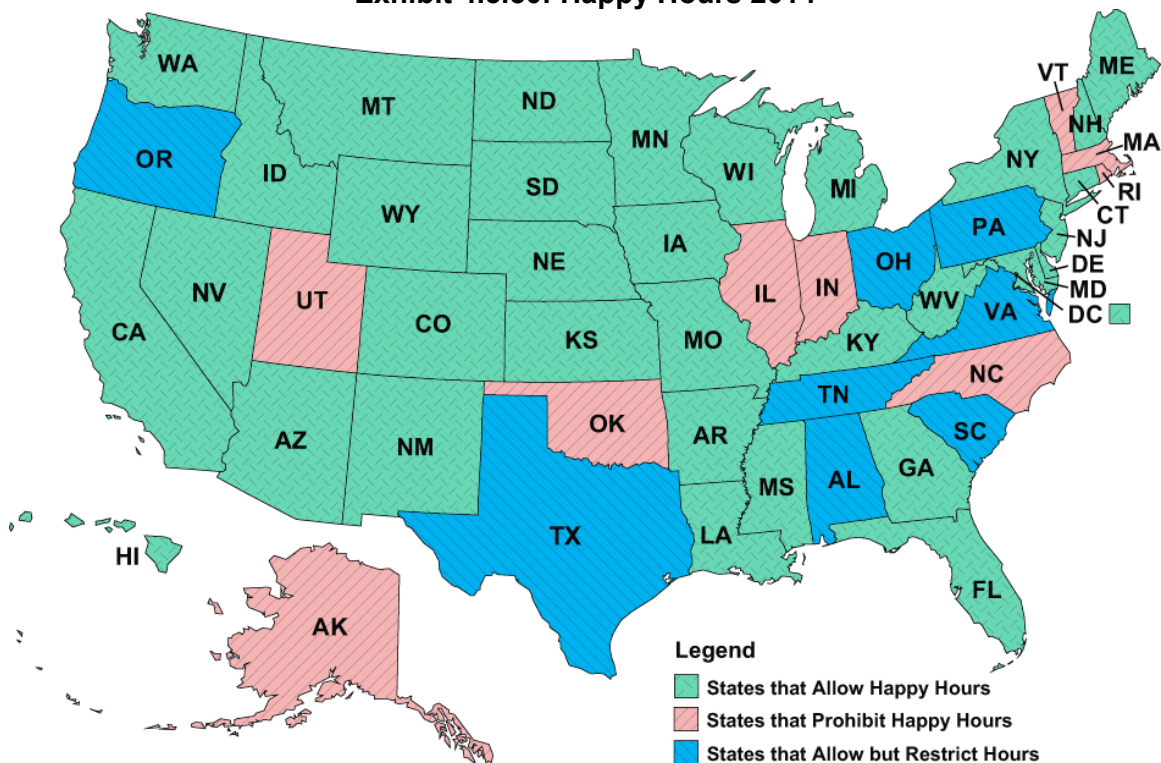 Exhibit Happy Hours
WA
MT
ND
MN
VT
ME
NH
OR
ID
SD
WI
MI
NY
MA
RI
WY
CT
IA
NE
PA
NJ
OH
DE
NV
UT
IL
IN
WV
MD
CO
VA
DC
CA
KS
MO
KY
NC
TN
AZ
NM
OK
AR
SC
MS
AL
GA
TX
LA
HI
FL
AK
Legend
States that Allow Happy Hours
States that Prohibit Happy Hours
States that Allow but Restrict Hours